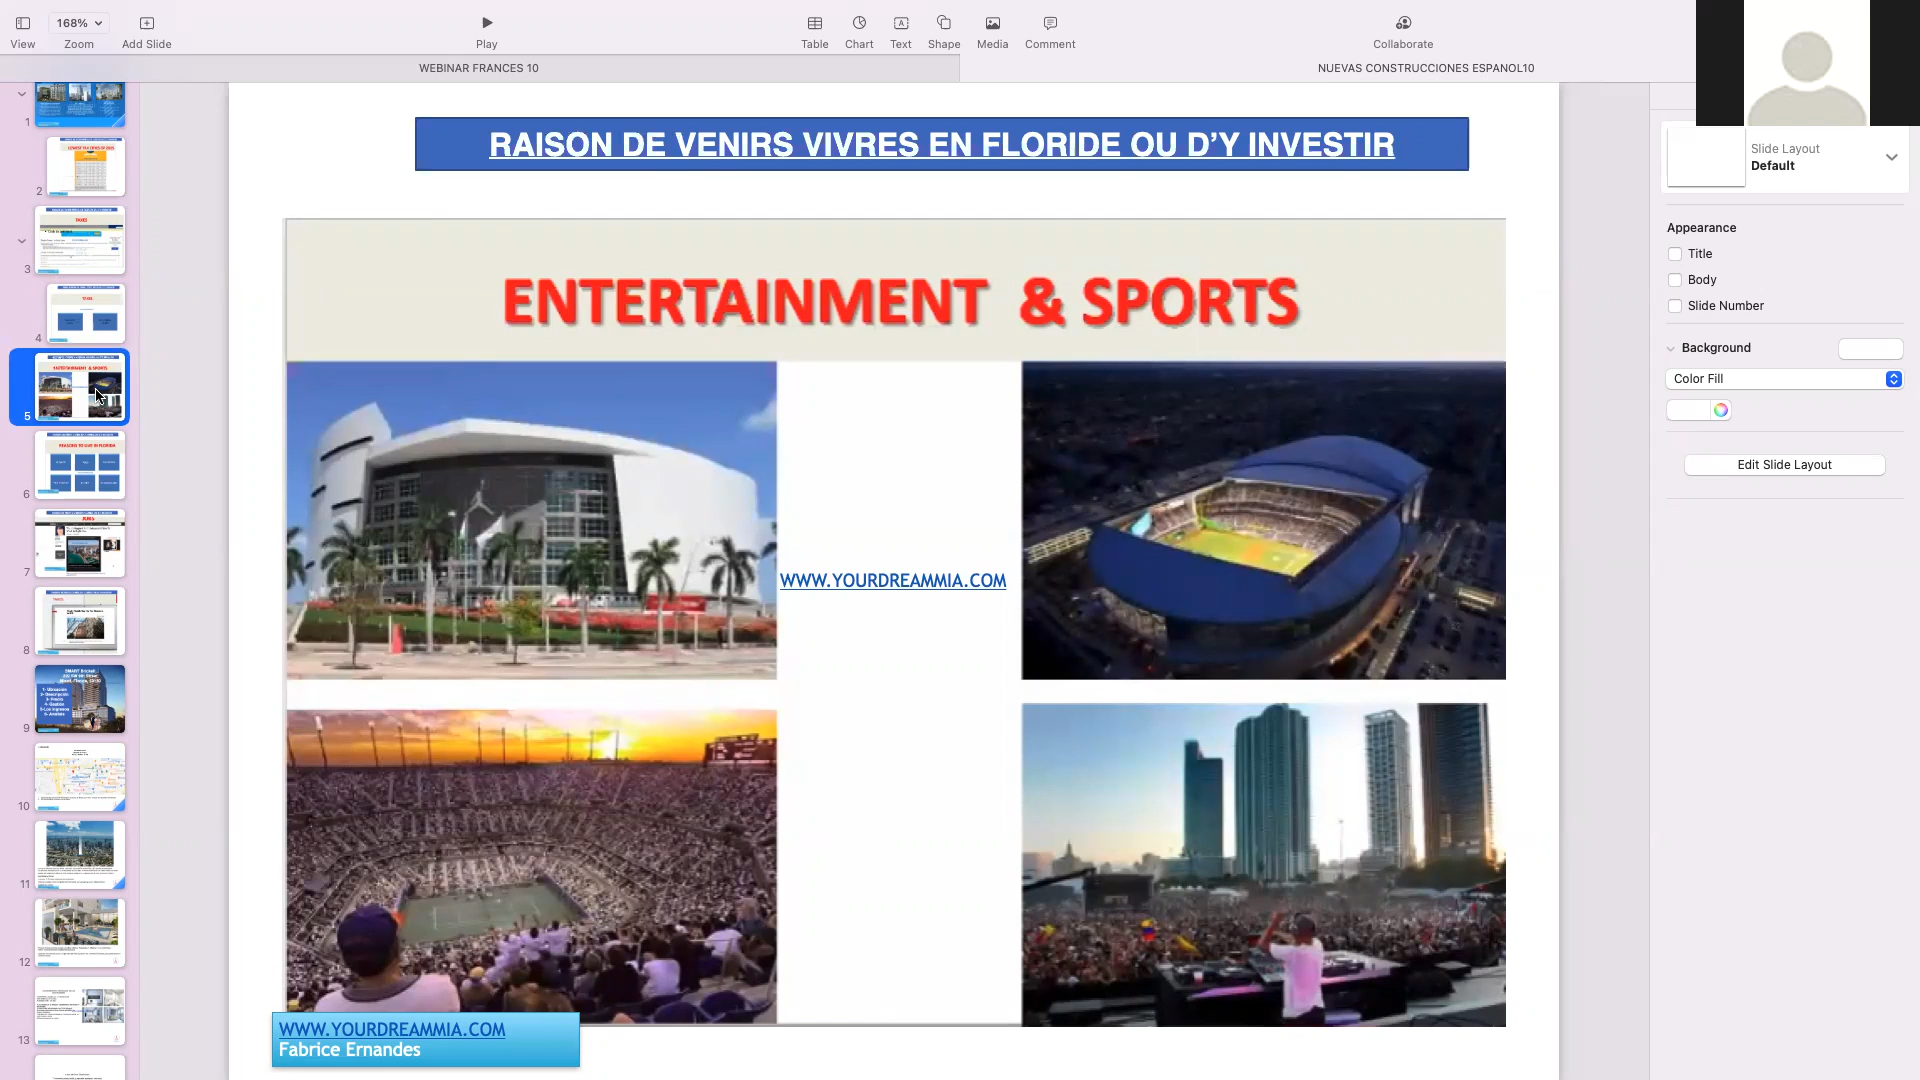 168%
View
Zoom
Add Slide
Play
Table
Chart
Text
Shape
Media
Comment
Collaborate
WEBINAR FRANCES 10
NUEVAS CONSTRUCCIONES ESPANOL10
1
2
3
4
5
6
7
8
9
10
11
12
13
TAXES
ENTERTAINMENT & SPORTS
RAISON DE VENIRS VIVRES EN FLORIDE OU D’Y INVESTIR
ENTERTAINMENT & SPORTS
WWW.YOURDREAMMIA.COM
WWW.YOURDREAMMIA.COM
Fabrice Ernandes
Slide Layout
Default
Appearance
Title
Body
Slide Number
Background
Color Fill
Edit Slide Layout